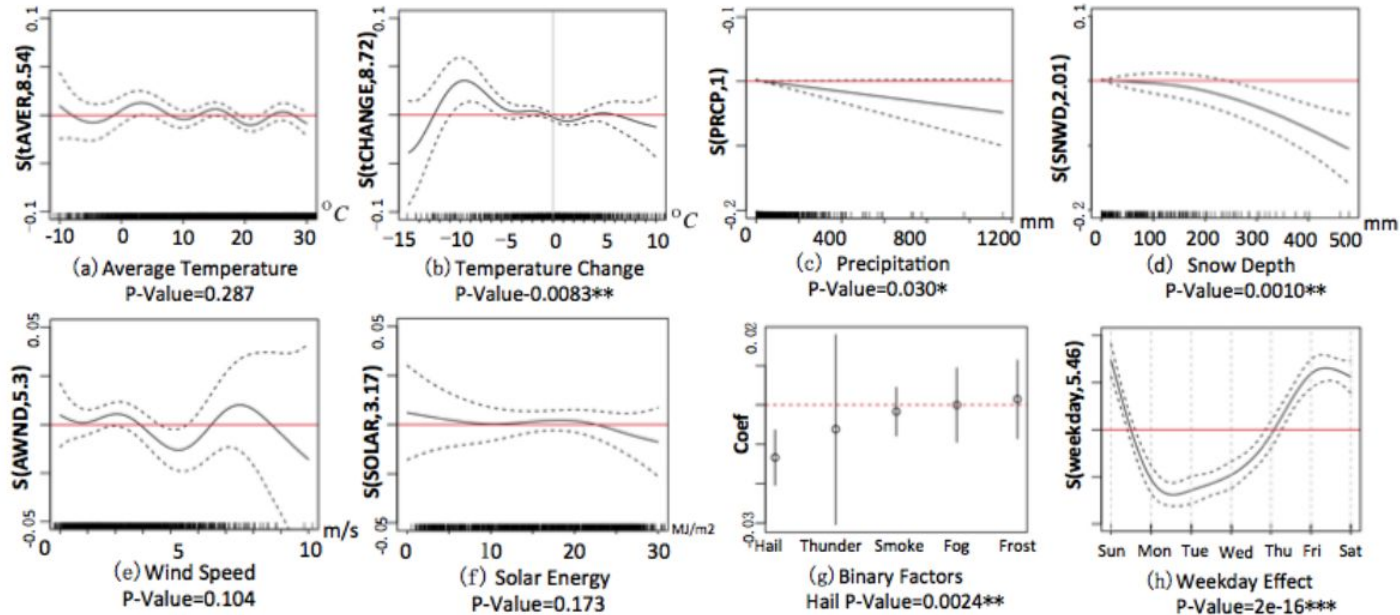 S(tAVER,8.54)
0.1
-0.1
-10 0 10 20 30
°C
(a) Average Temperature
P-Value=0.287
S(tCHANGE,8.72)
0.1
-0.1
-15 -10 -5 0 5 10
°C
(b) Temperature Change
P-Value-0.0083**
S(PRCP,1)
-0.1
-0.2
0 400 800 1200 mm
(c) Precipitation
P-Value=0.030*
S(SNWD,2.01)
0.1
-0.2
0 100 200 300 400 500 mm
(d) Snow Depth
P-Value=0.0010**
S(AWND,5.3)
0.05
-0.05
0 5 10 m/s
(e) Wind Speed
P-Value=0.104
S(SOLAR,3.17)
0.05
-0.05
0 10 20 30 MJ/m2
(f) Solar Energy
P-Value=0.173
Coef
0.02
-0.03
Hail Thunder Smoke Fog Frost
(g) Binary Factors
Hail P-Value=0.0024**
S(weekday,5.46)
Sun Mon Tue Wed Thu Fri Sat
(h) Weekday Effect
P-Value=2e-16***